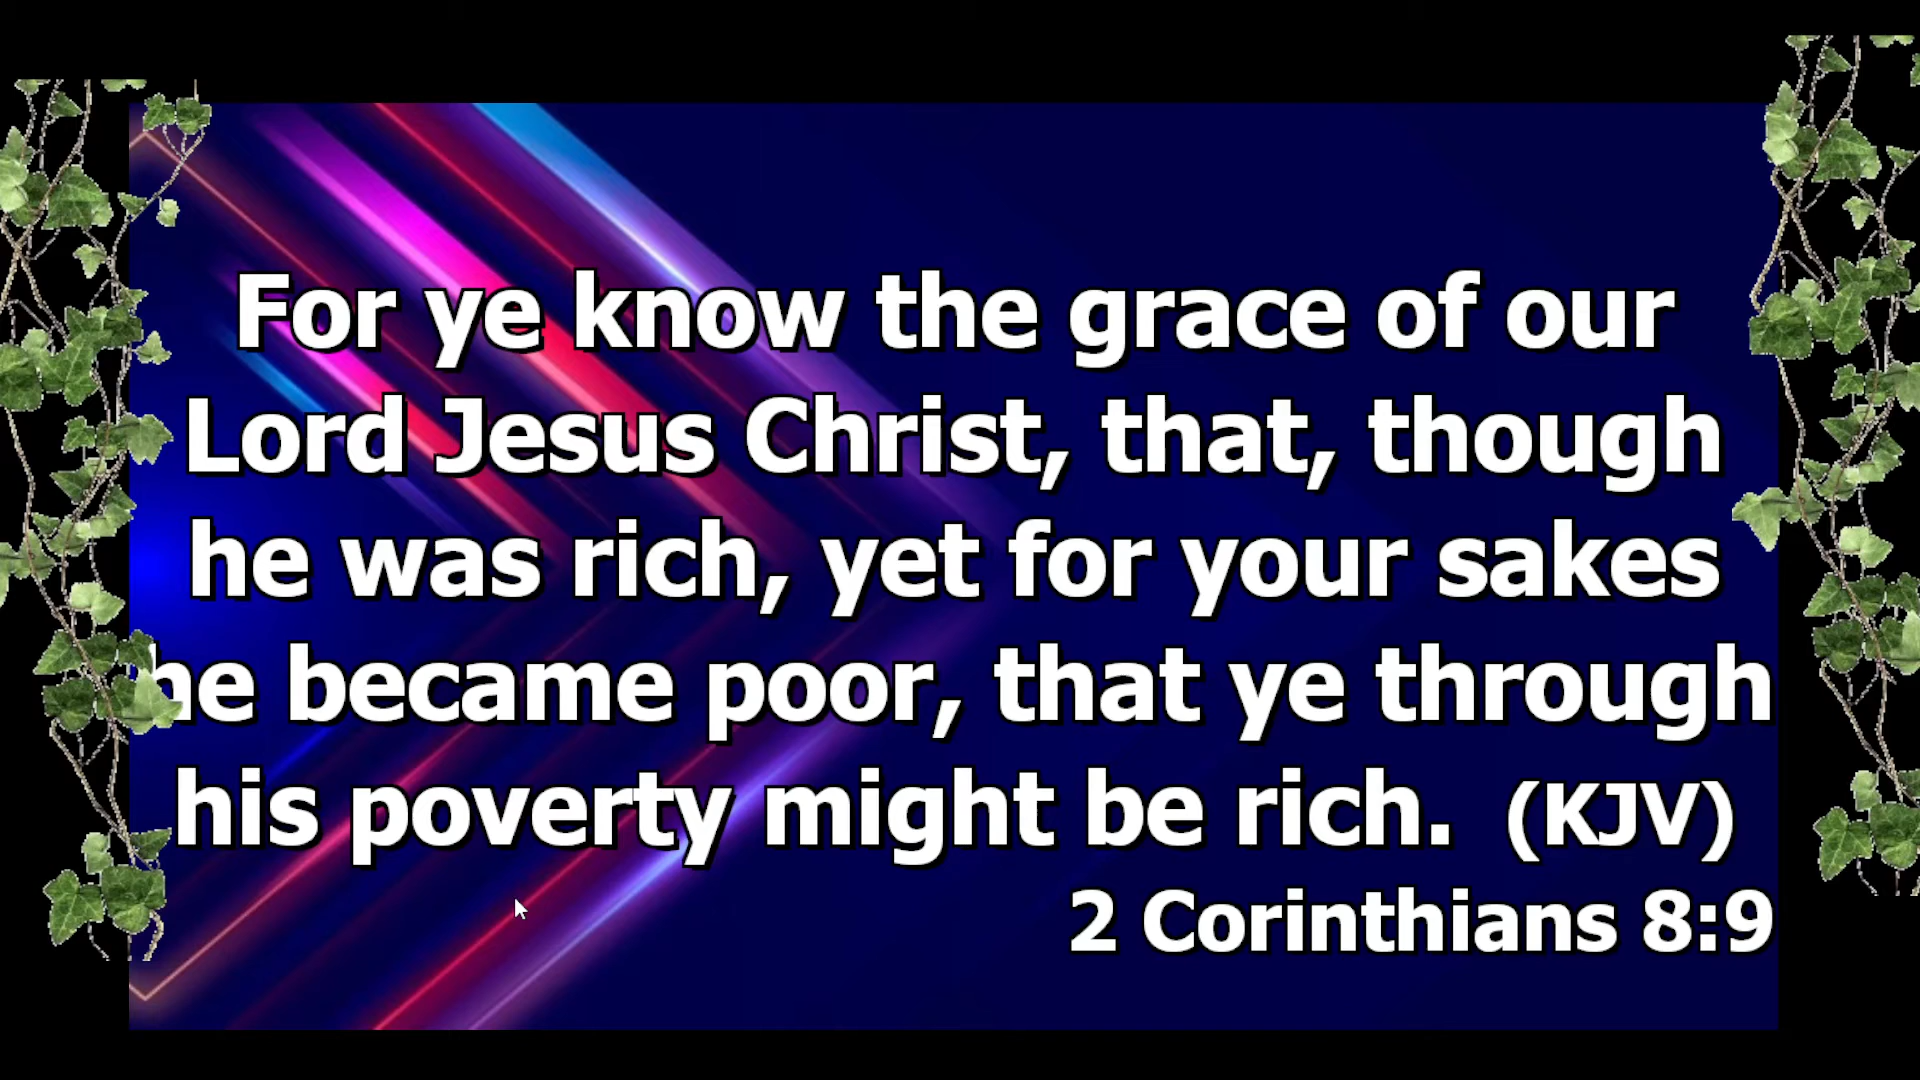 For ye know the grace of our
Lord Jesus Christ, that, though
he was rich, yet for your sakes
he became poor, that ye through
his poverty might be rich. (KJV)
2 Corinthians 8:9